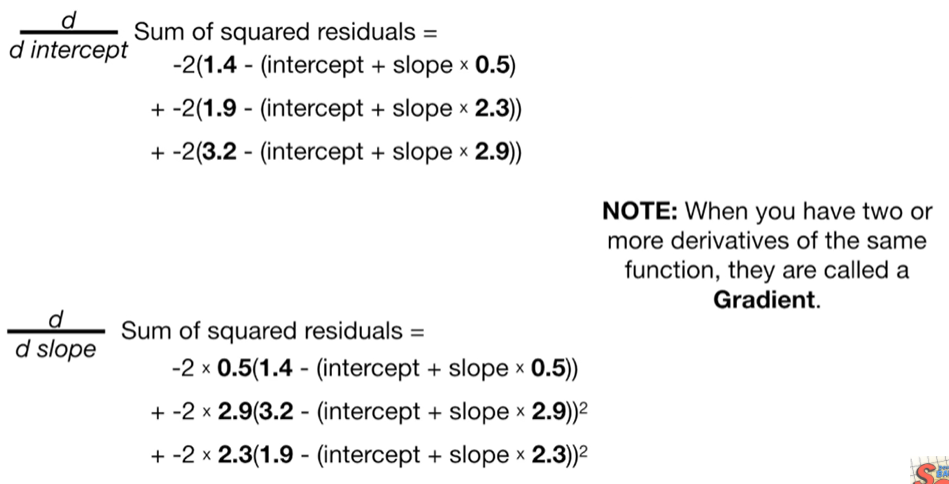 d
d intercept
Sum of squared residuals =
-2(1.4 - (intercept + slope × 0.5)
+ -2(1.9 - (intercept + slope × 2.3))
+ -2(3.2 - (intercept + slope × 2.9))
NOTE: When you have two or
more derivatives of the same
function, they are called a
Gradient.
d
d slope
Sum of squared residuals =
-2 × 0.5(1.4 - (intercept + slope × 0.5))
+ -2 × 2.9(3.2 - (intercept + slope × 2.9))²
+ -2 × 2.3(1.9 - (intercept + slope × 2.3))²